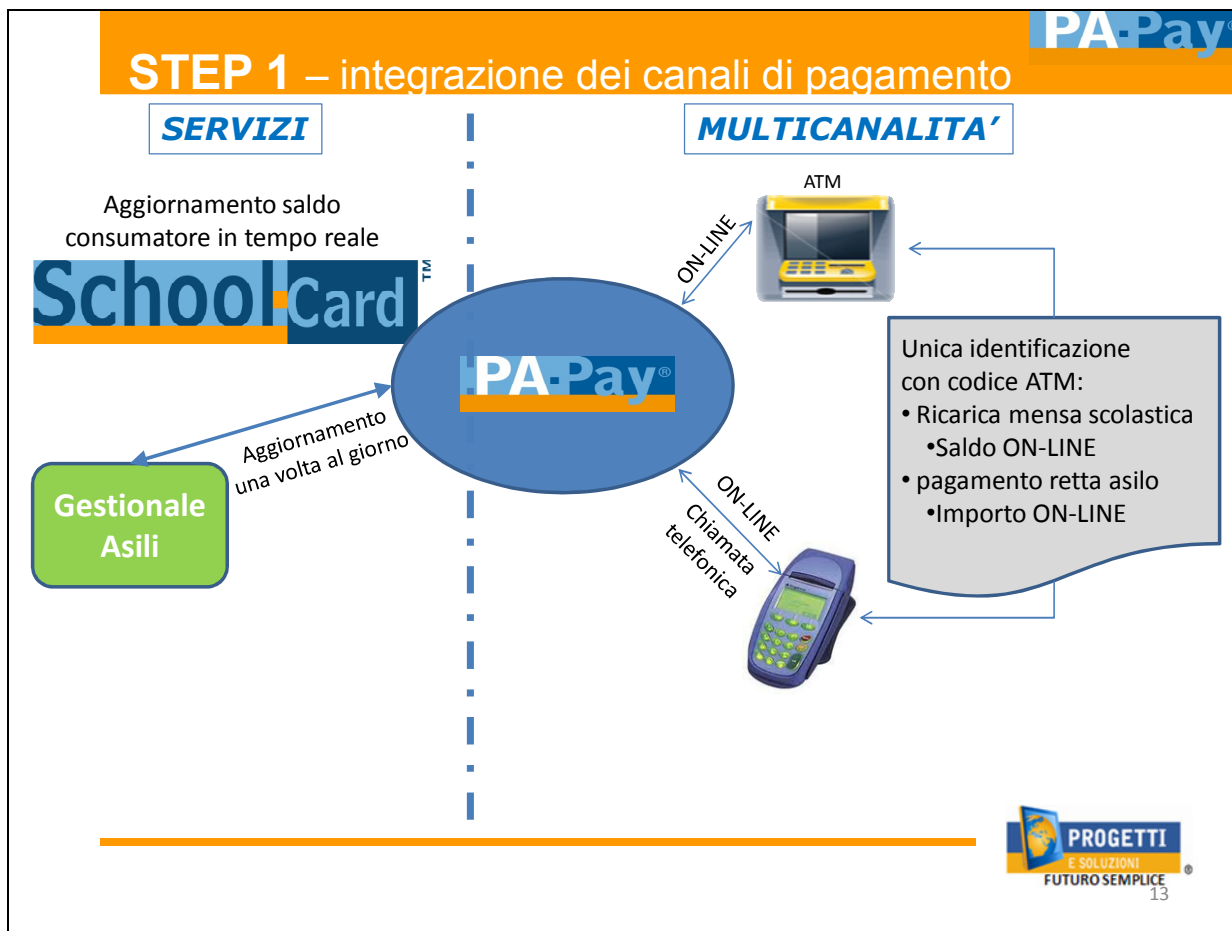 PA-Pay®
STEP 1 – integrazione dei canali di pagamento
SERVIZI
MULTICANALITA’
Aggiornamento saldo
consumatore in tempo reale
School-Card™
Aggiornamento
una volta al giorno
Gestionale
Asili
PA-Pay®
ATM
ON-LINE
ON-LINE
Chiamata
telefonica
Unica identificazione
con codice ATM:
• Ricarica mensa scolastica
•Saldo ON-LINE
• pagamento retta asilo
•Importo ON-LINE
PROGETTI
E SOLUZIONI
®
FUTURO SEMPLICE
13